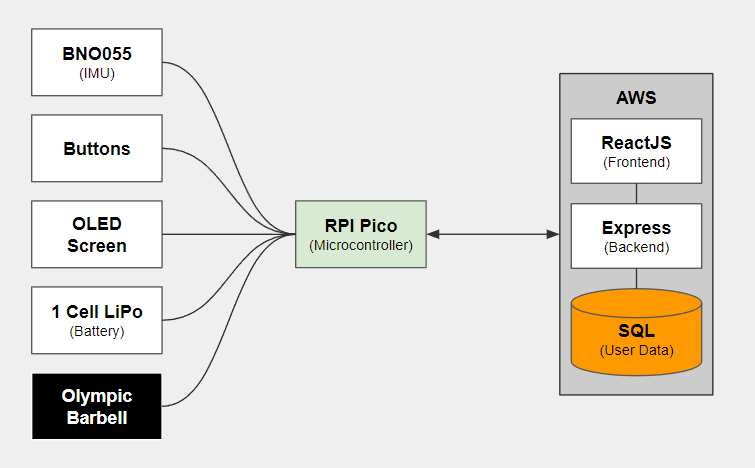 BNO055
(IMU)
Buttons
OLED
Screen
1 Cell LiPo
(Battery)
Olympic
Barbell
RPI Pico
(Microcontroller)
AWS
ReactJS
(Frontend)
Express
(Backend)
SQL
(User Data)